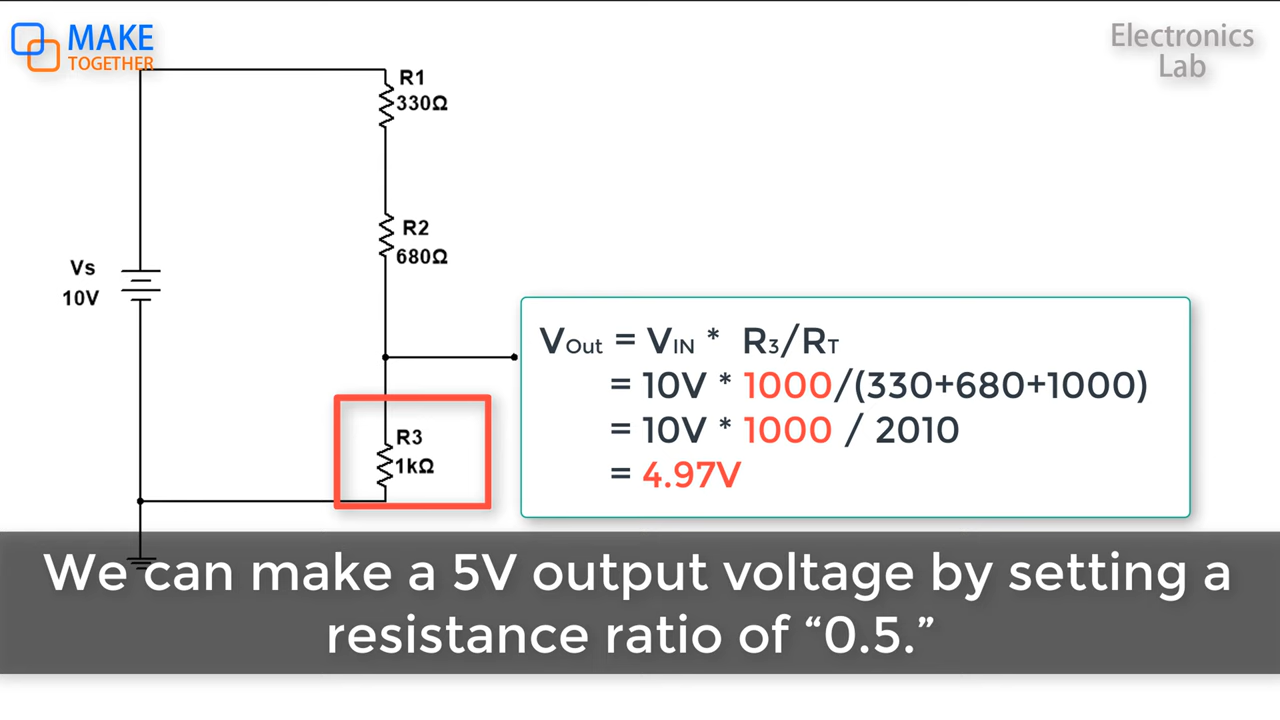 MAKE
TOGETHER
Electronics
Lab
R1
330Ω
R2
680Ω
Vs
10V
VOut = VIN * R3/RT
= 10V * 1000/(330+680+1000)
= 10V * 1000 / 2010
= 4.97V
R3
1kΩ
We can make a 5V output voltage by setting a
resistance ratio of “0.5.”